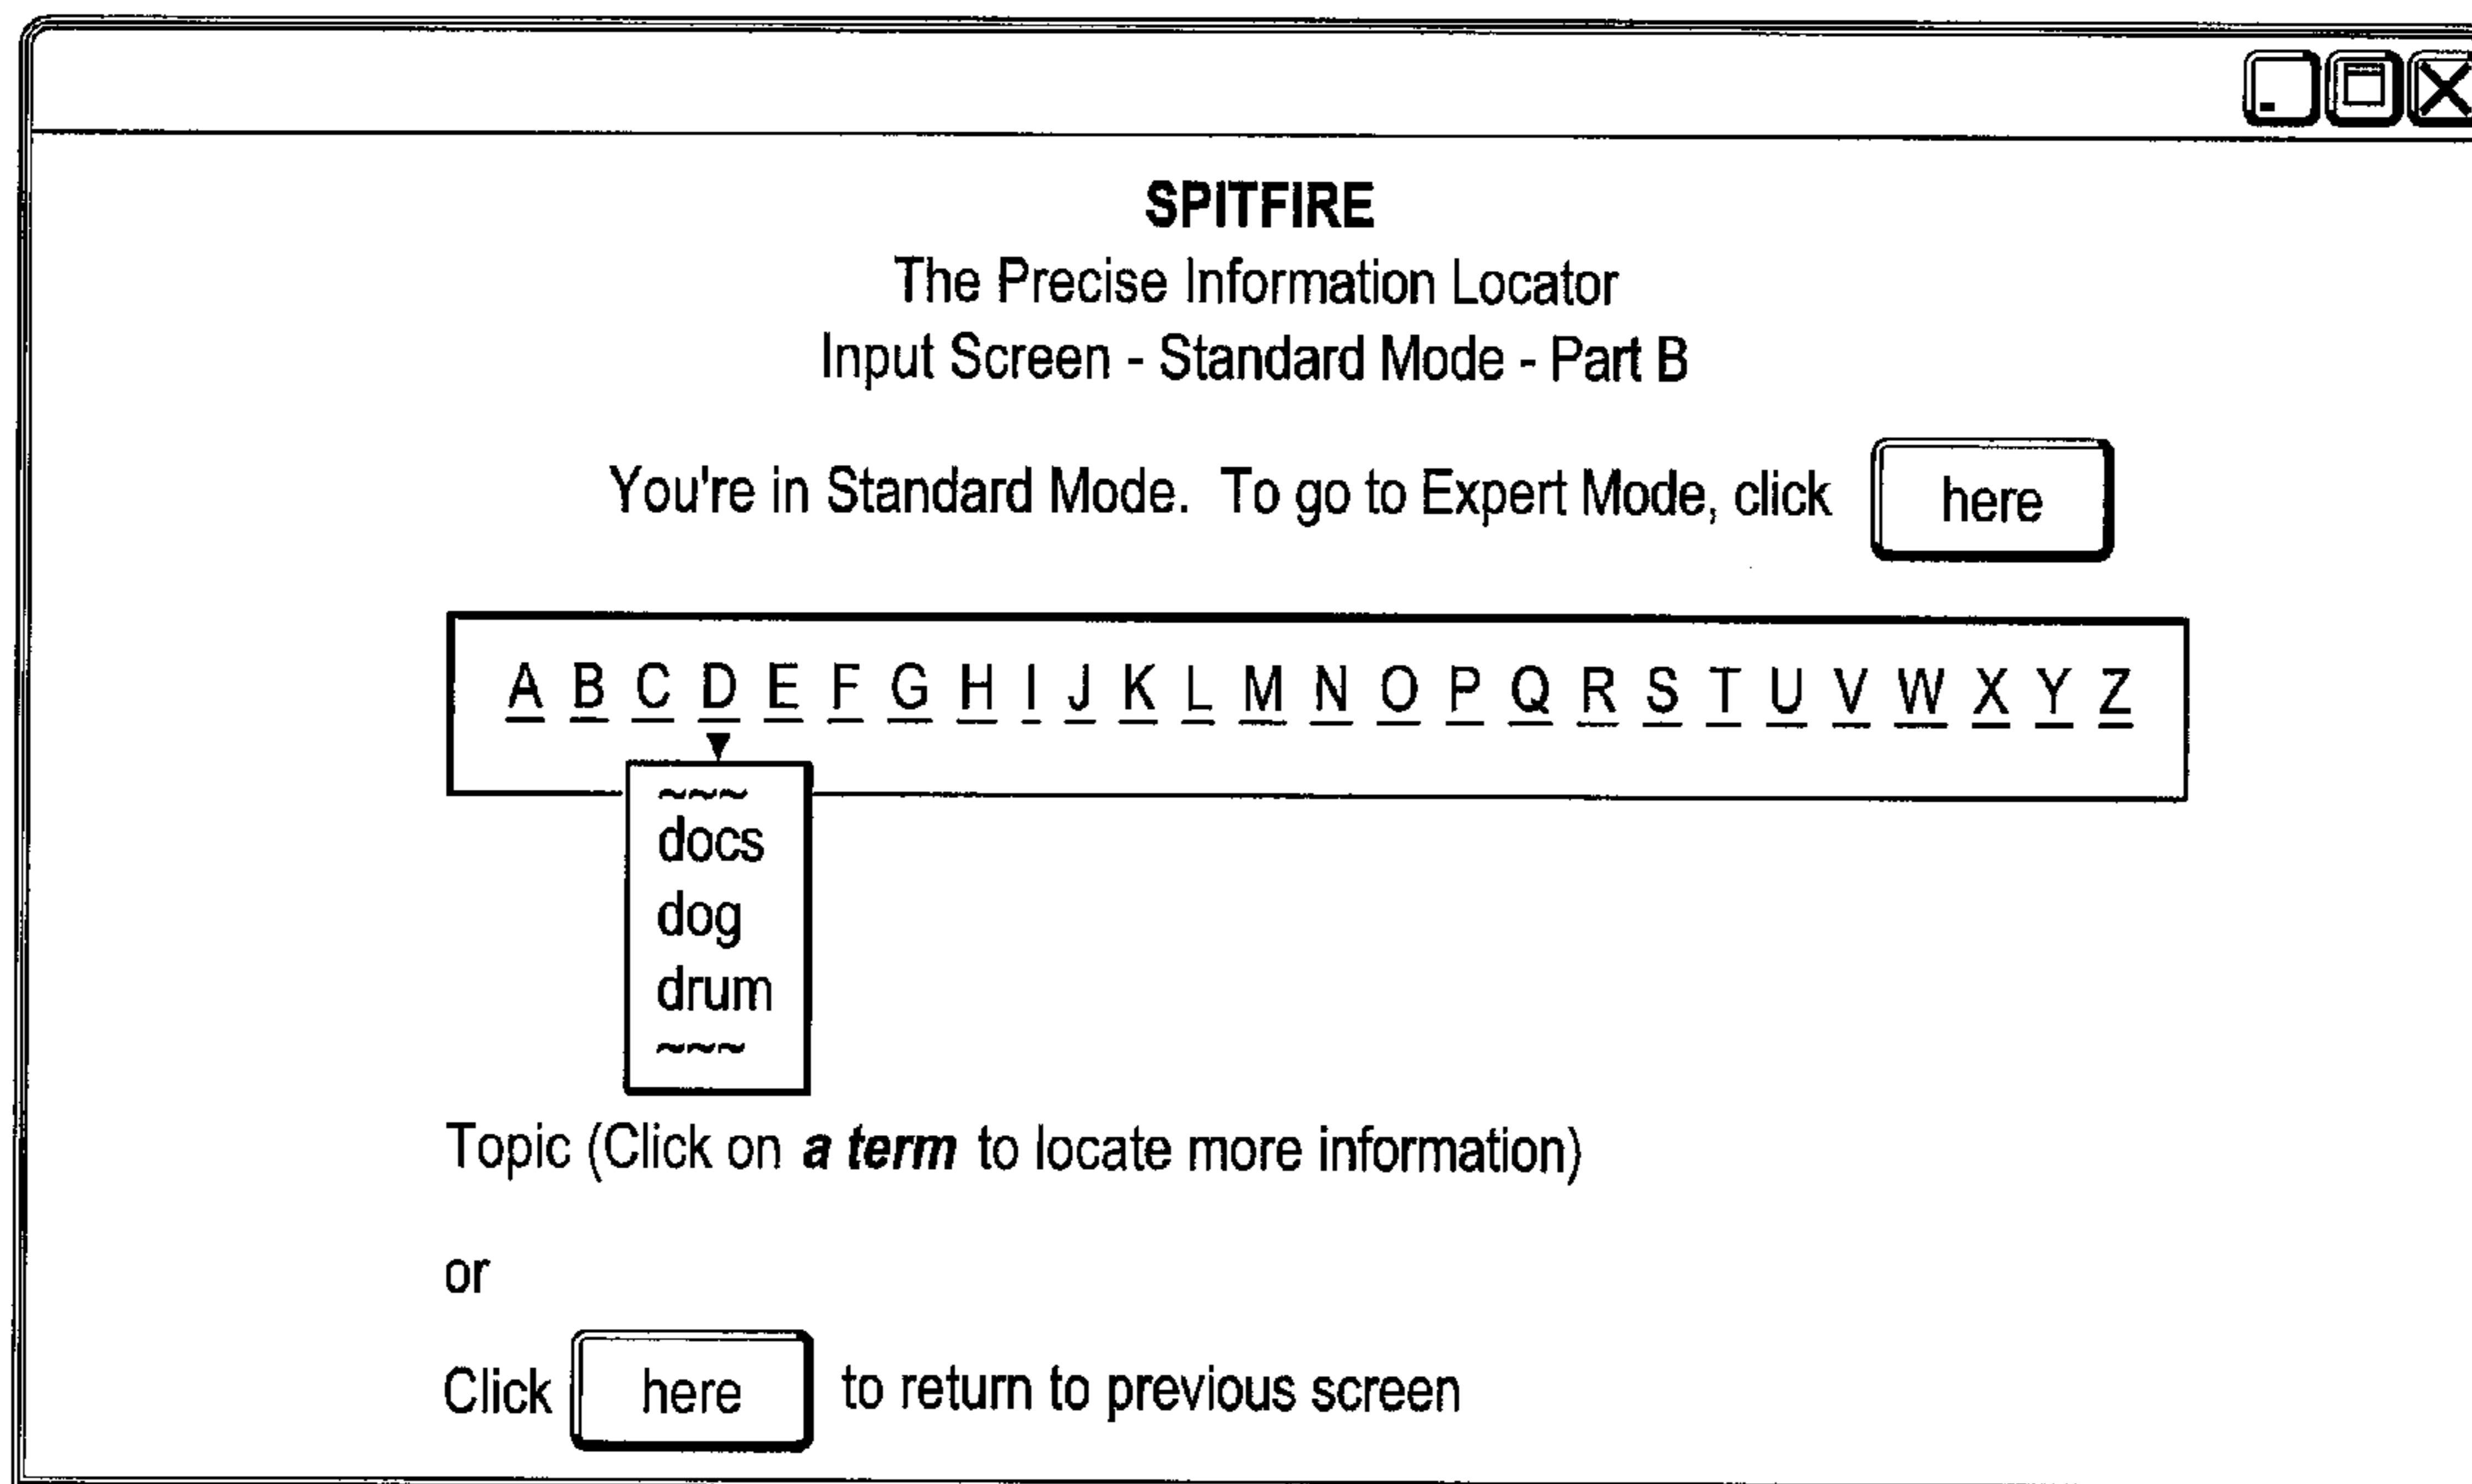 SPITFIRE
The Precise Information Locator
Input Screen - Standard Mode - Part B
You're in Standard Mode. To go to Expert Mode, click here
A B C D E F G H I J K L M N O P Q R S T U V W X Y Z
~~~
docs
dog
drum
~~~
Topic (Click on a term to locate more information)
or
Click here to return to previous screen